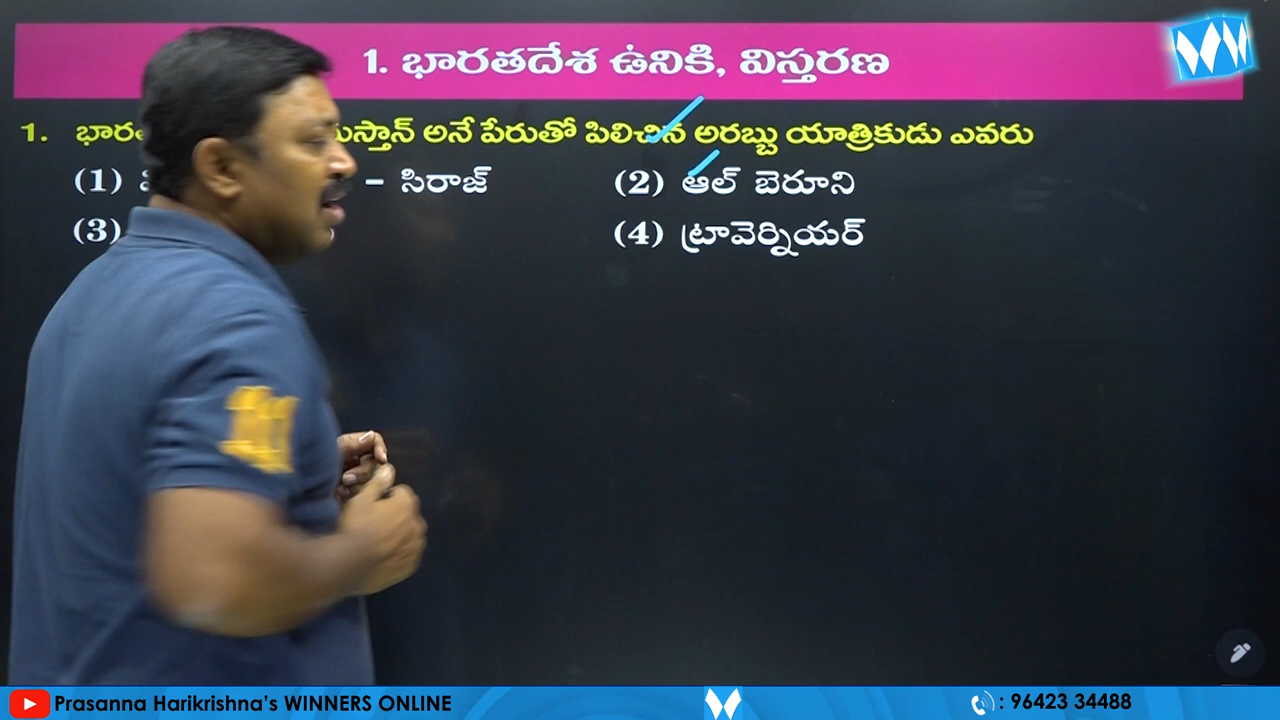 1. భారతదేశ ఉనికి, విస్తరణ
1. అనే పేరుతో పిలిచిన అరబ్బు యాత్రికుడు ఎవరు
(1) – సిరాజ్ (2) ఆల్ బెరూని
(3) (4) ట్రావెర్నియర్
Prasanna Harikrishna's WINNERS ONLINE : 96423 34488